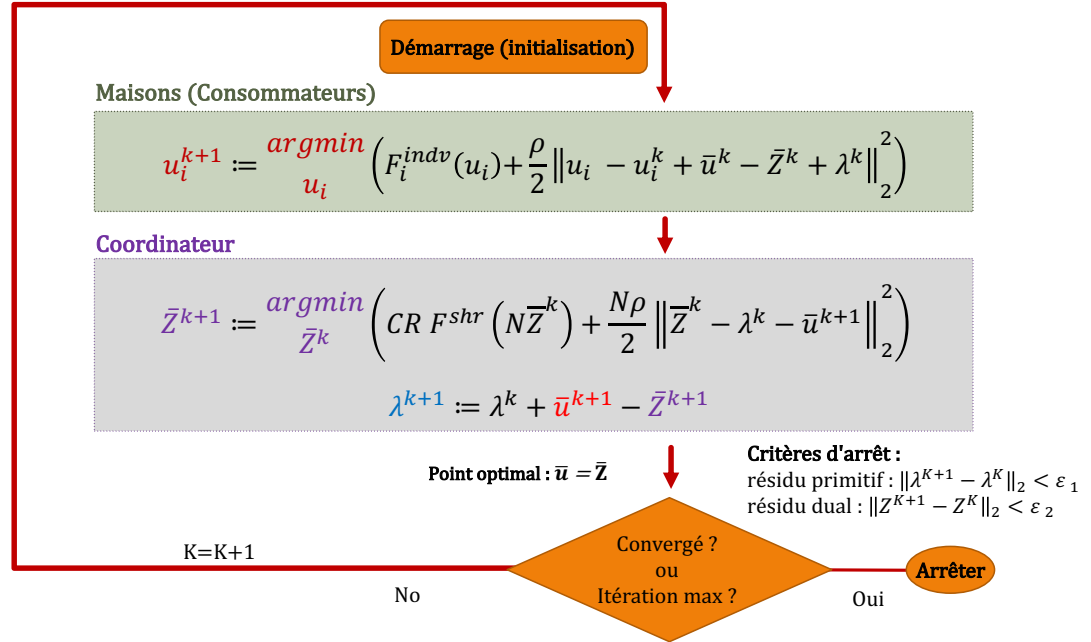 Démarrage (initialisation)
Maisons (Consommateurs)
u_i^{k+1} ≔ argmin_{u_i} ( F_i^{indv}(u_i) + ρ/2 ‖u_i − u_i^k + ū^k − Z̄^k + λ^k‖_2^2 )
Coordinateur
Z̄^{k+1} ≔ argmin_{Z̄^k} ( CR F^{shr} (N Z̄^k) + Nρ/2 ‖Z̄^k − λ^k − ū^{k+1}‖_2^2 )
λ^{k+1} ≔ λ^k + ū^{k+1} − Z̄^{k+1}
Point optimal : ū = Z̄
Critères d'arrêt :
résidu primitif : ‖λ^{K+1} − λ^K‖_2 < ε_1
résidu dual : ‖Z^{K+1} − Z^K‖_2 < ε_2
K=K+1
Convergé ?
ou
Itération max ?
No
Oui
Arrêter